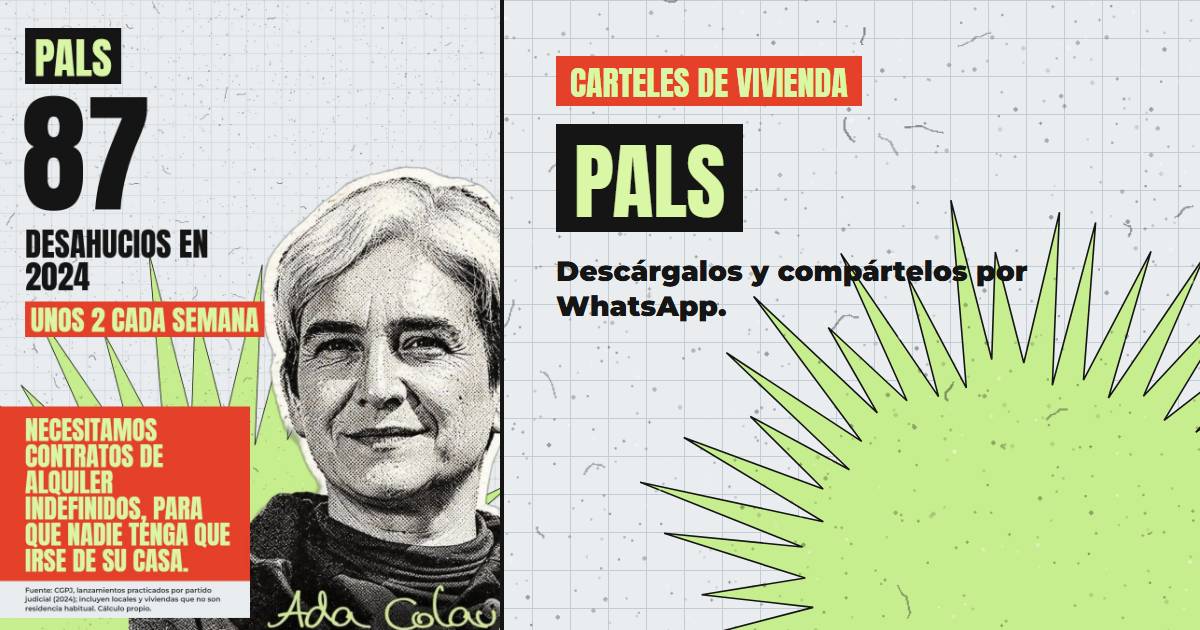 PALS
87
DESAHUCIOS EN
2024
UNOS 2 CADA SEMANA
NECESITAMOS
CONTRATOS DE
ALQUILER
INDEFINIDOS, PARA
QUE NADIE TENGA QUE
IRSE DE SU CASA.
Fuente: CGPJ, lanzamientos practicados por partido
judicial (2024); incluyen locales y viviendas que no son
residencia habitual. Cálculo propio.
Ada Colau
CARTELES DE VIVIENDA
PALS
Descárgalos y compártelos por
WhatsApp.